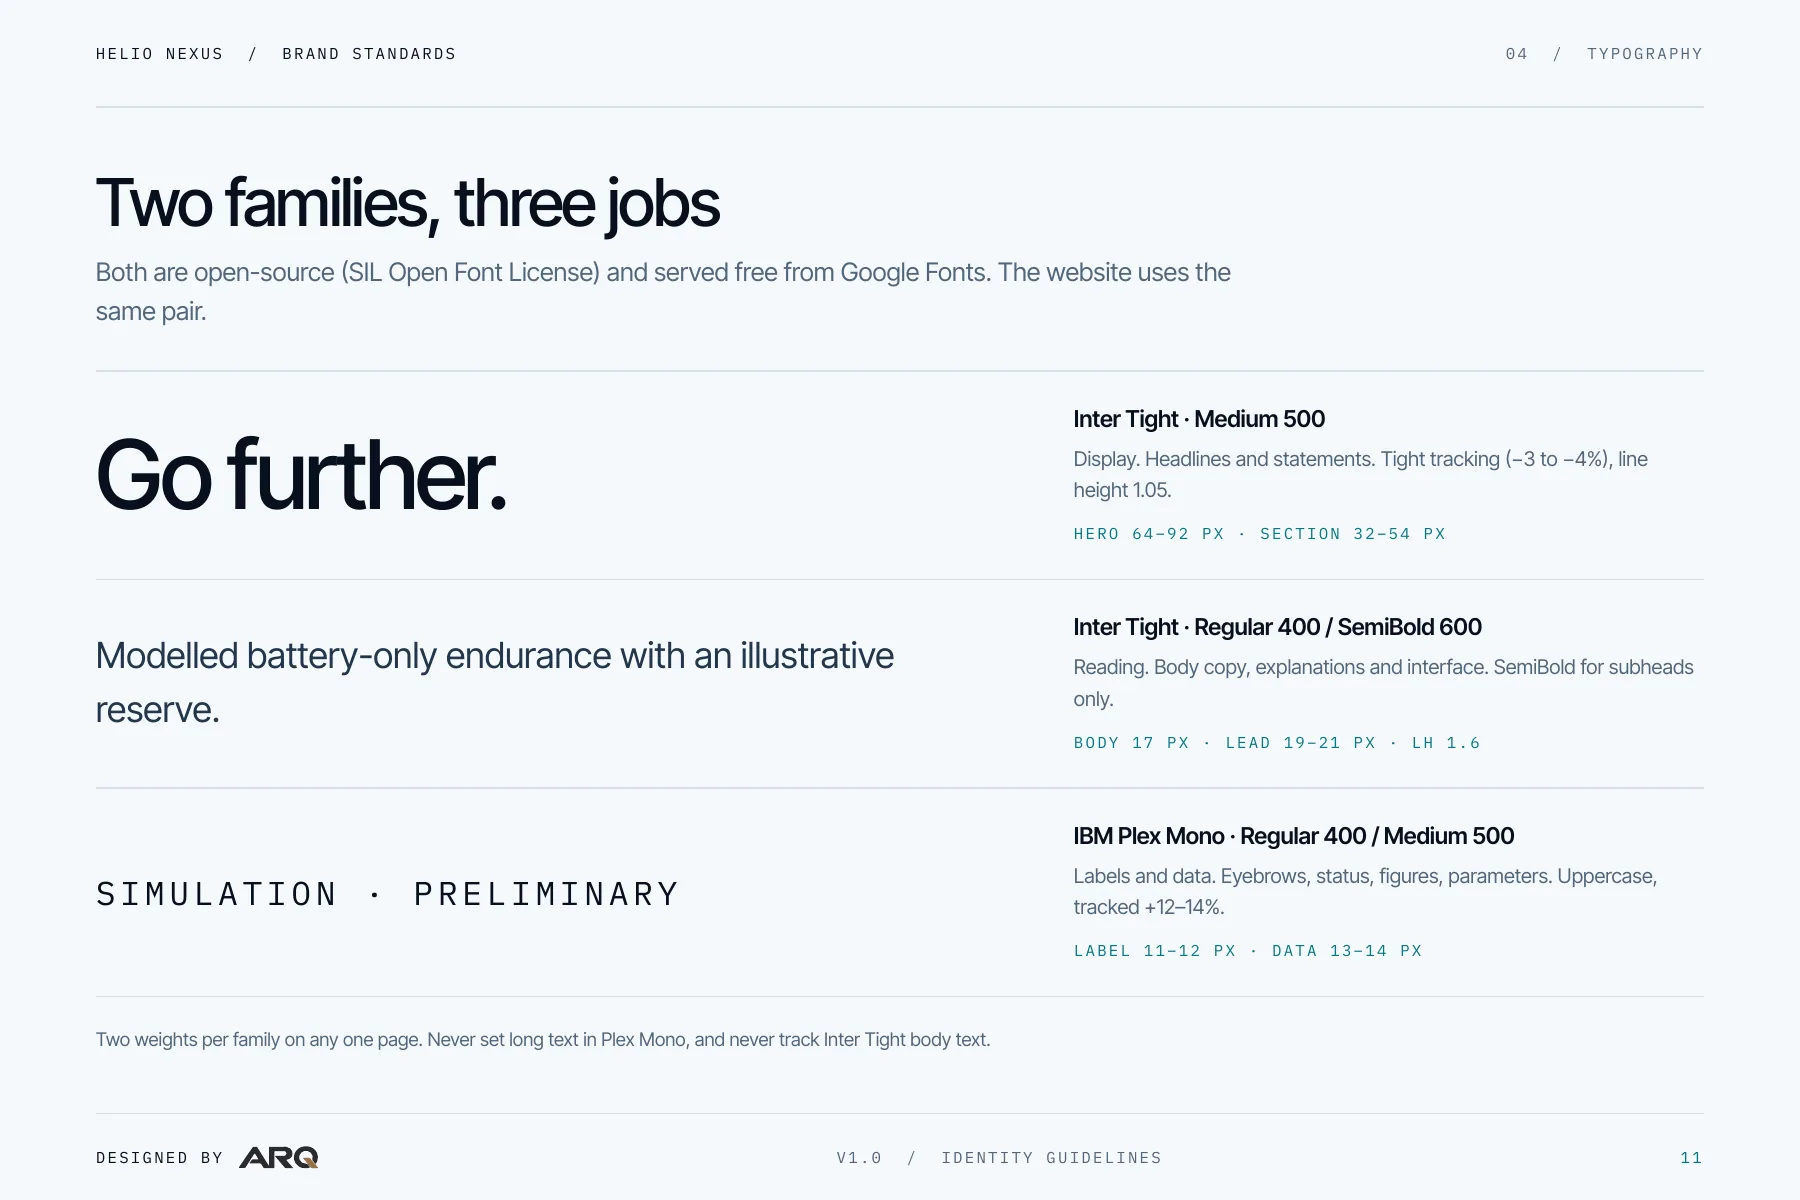 HELIO NEXUS / BRAND STANDARDS
04 / TYPOGRAPHY
Two families, three jobs
Both are open-source (SIL Open Font License) and served free from Google Fonts. The website uses the
same pair.
Go further.
Inter Tight · Medium 500
Display. Headlines and statements. Tight tracking (−3 to −4%), line
height 1.05.
HERO 64–92 PX · SECTION 32–54 PX
Modelled battery-only endurance with an illustrative
reserve.
Inter Tight · Regular 400 / SemiBold 600
Reading. Body copy, explanations and interface. SemiBold for subheads
only.
BODY 17 PX · LEAD 19–21 PX · LH 1.6
SIMULATION · PRELIMINARY
IBM Plex Mono · Regular 400 / Medium 500
Labels and data. Eyebrows, status, figures, parameters. Uppercase,
tracked +12–14%.
LABEL 11–12 PX · DATA 13–14 PX
Two weights per family on any one page. Never set long text in Plex Mono, and never track Inter Tight body text.
DESIGNED BY ARQ
V1.0 / IDENTITY GUIDELINES
11